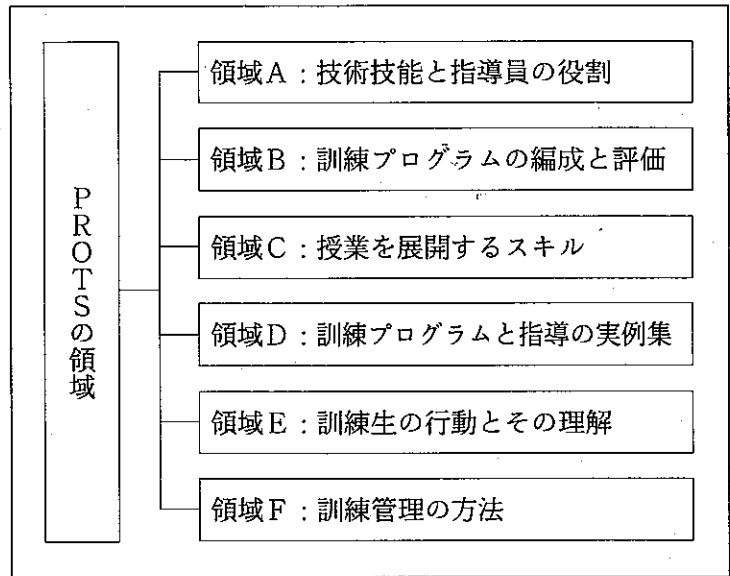 PROTSの領域
領域A：技術技能と指導員の役割
領域B：訓練プログラムの編成と評価
領域C：授業を展開するスキル
領域D：訓練プログラムと指導の実例集
領域E：訓練生の行動とその理解
領域F：訓練管理の方法